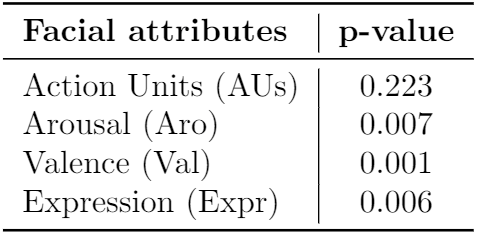 Facial attributes p-value
Action Units (AUs) 0.223
Arousal (Aro) 0.007
Valence (Val) 0.001
Expression (Expr) 0.006